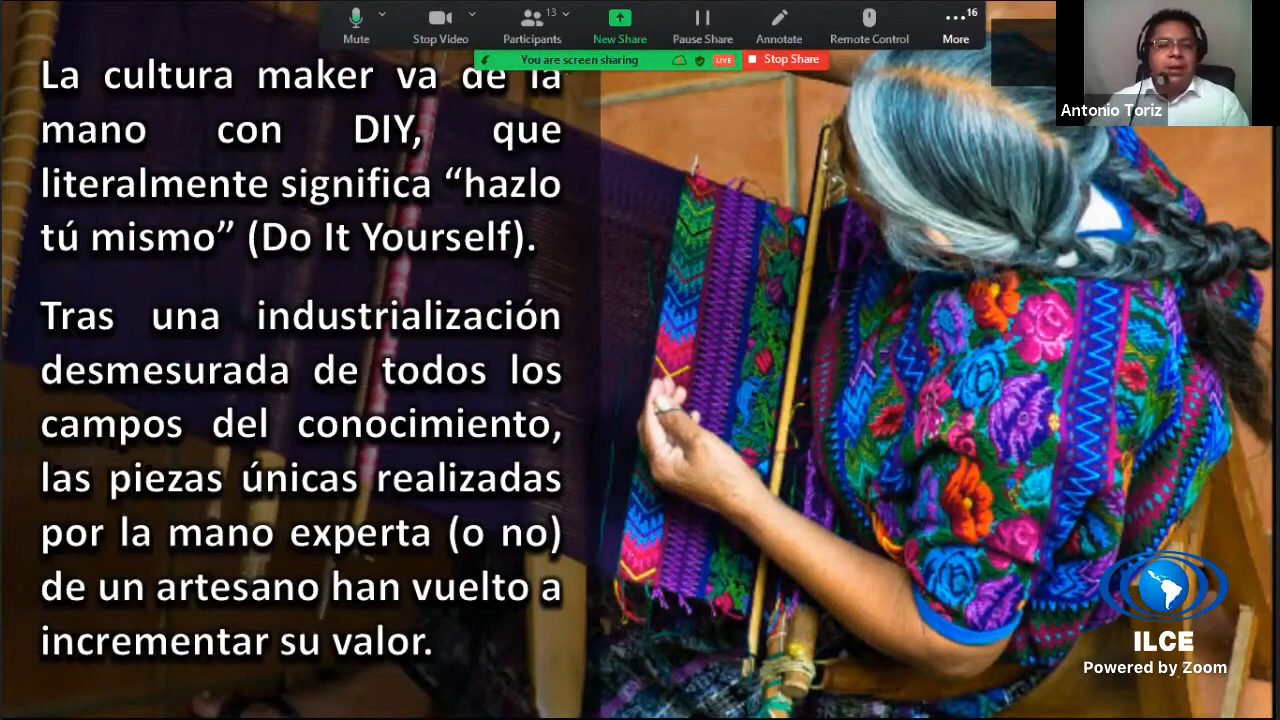 13
16
Mute
Stop Video
Participants
New Share
Pause Share
Annotate
Remote Control
More
You are screen sharing
LIVE
Stop Share
Antonio Toriz
La cultura maker va de la
mano con DIY, que
literalmente significa “hazlo
tú mismo” (Do It Yourself).
Tras una industrialización
desmesurada de todos los
campos del conocimiento,
las piezas únicas realizadas
por la mano experta (o no)
de un artesano han vuelto a
incrementar su valor.
ILCE
Powered by Zoom